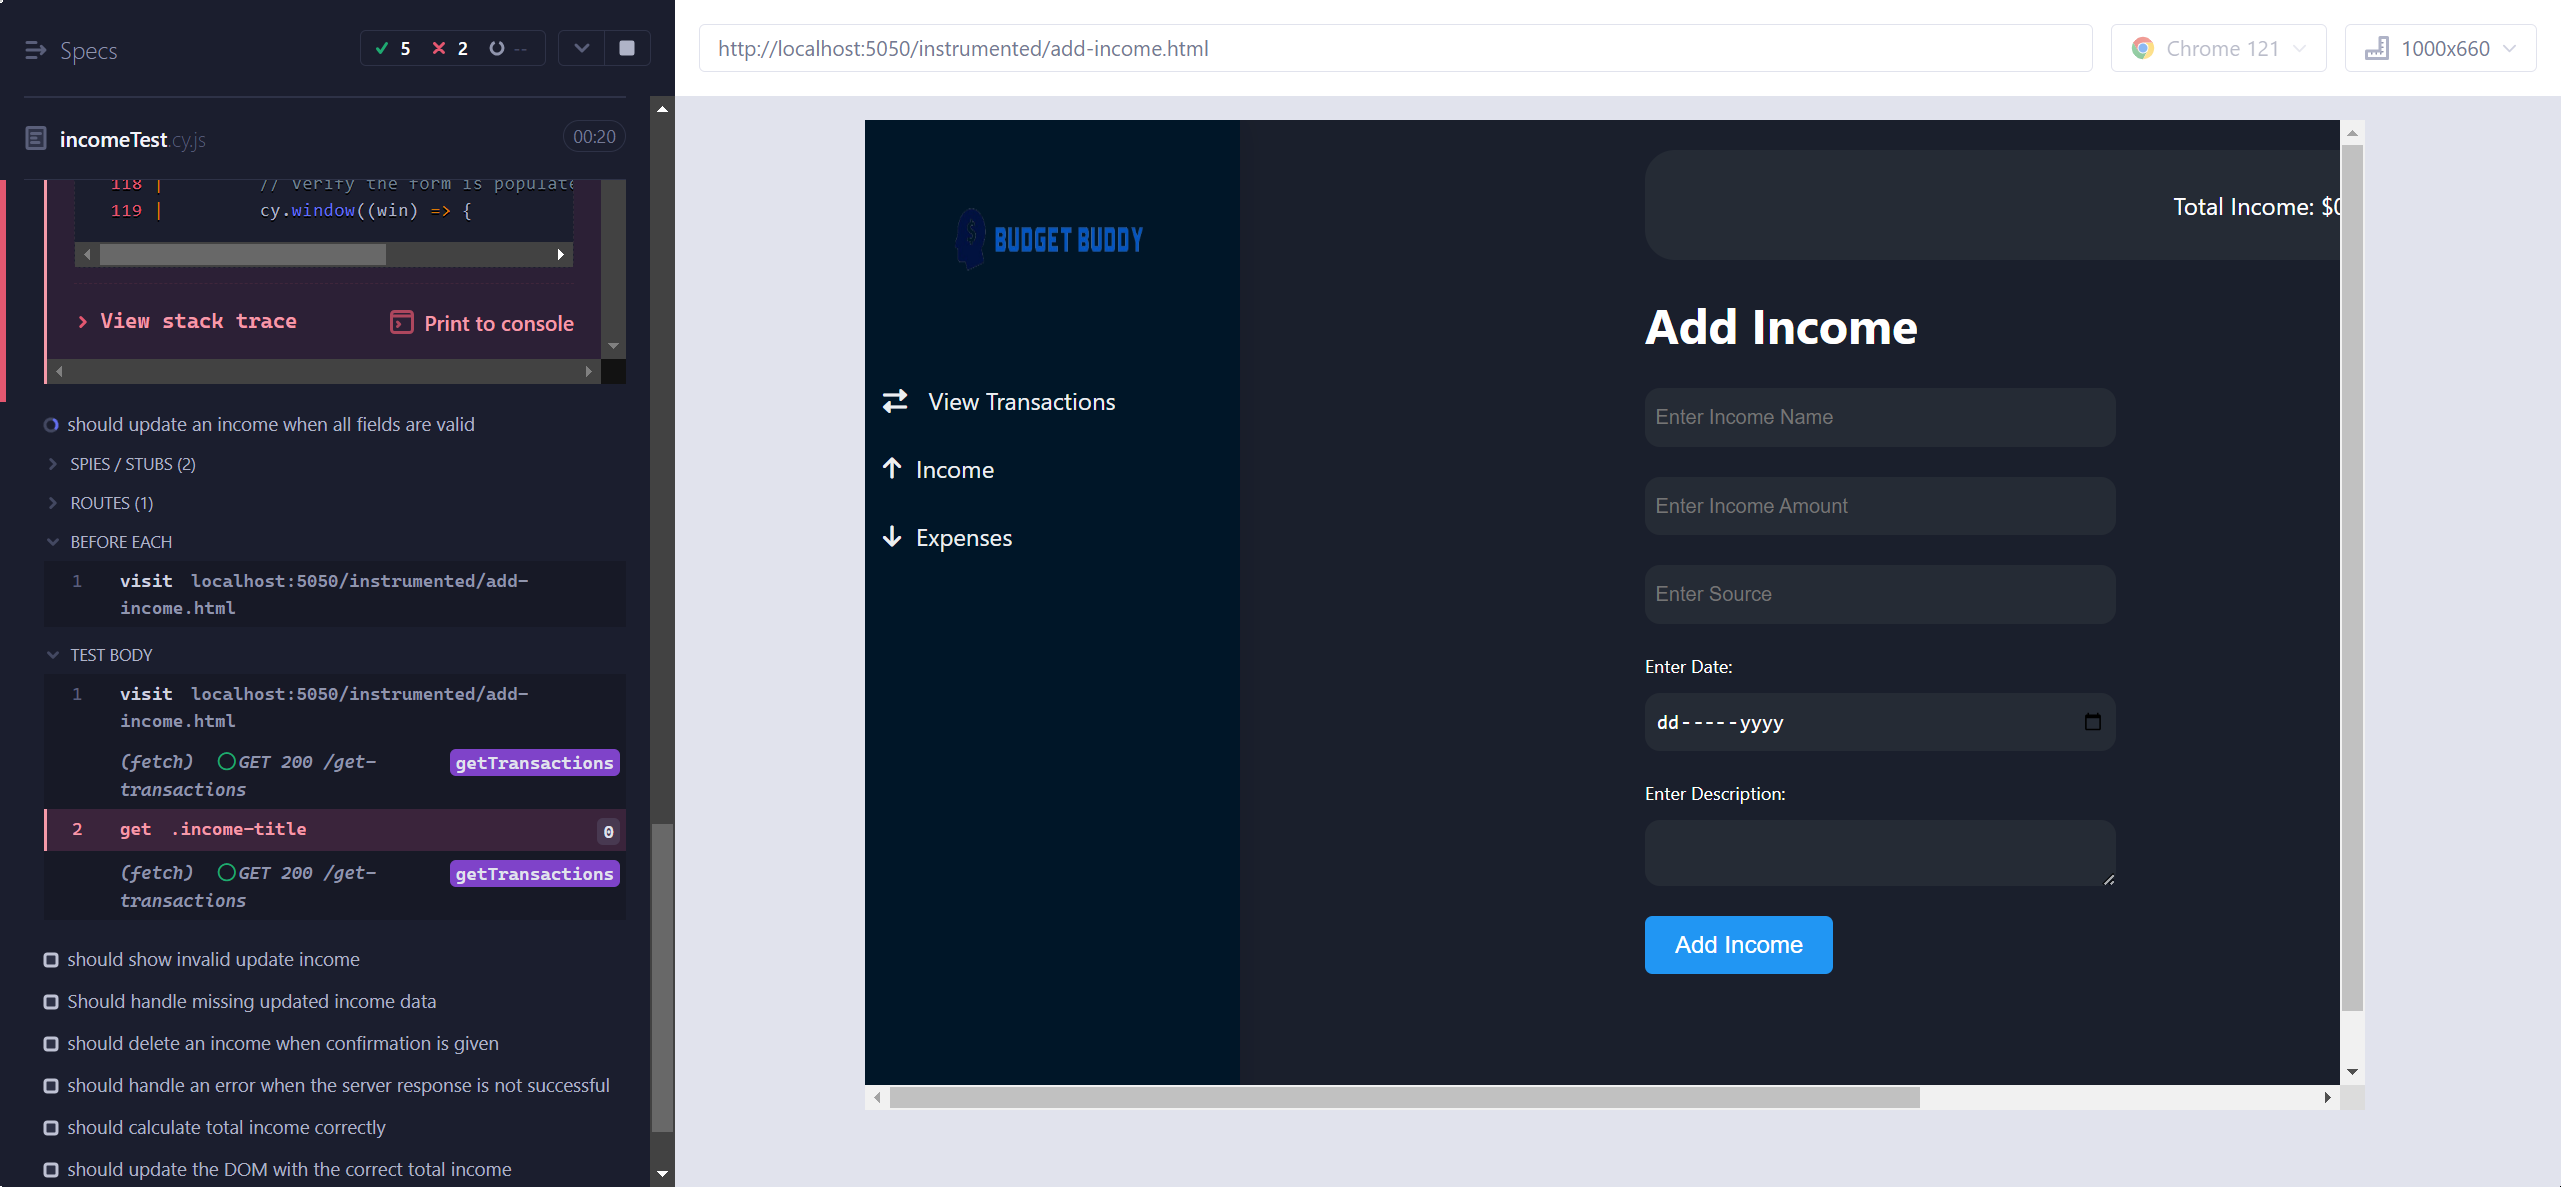 Specs
5 2 --
incomeTest.cy.js
00:20
118 | // Verify the form is populate
119 | cy.window((win) => {
View stack trace
Print to console
should update an income when all fields are valid
SPIES / STUBS (2)
ROUTES (1)
BEFORE EACH
1 visit localhost:5050/instrumented/add-
income.html
TEST BODY
1 visit localhost:5050/instrumented/add-
income.html
(fetch) GET 200 /get- getTransactions
transactions
2 get .income-title 0
(fetch) GET 200 /get- getTransactions
transactions
should show invalid update income
Should handle missing updated income data
should delete an income when confirmation is given
should handle an error when the server response is not successful
should calculate total income correctly
should update the DOM with the correct total income
http://localhost:5050/instrumented/add-income.html
Chrome 121
1000x660
BUDGET BUDDY
View Transactions
Income
Expenses
Total Income: $0
Add Income
Enter Income Name
Enter Income Amount
Enter Source
Enter Date:
dd-----yyyy
Enter Description:
Add Income